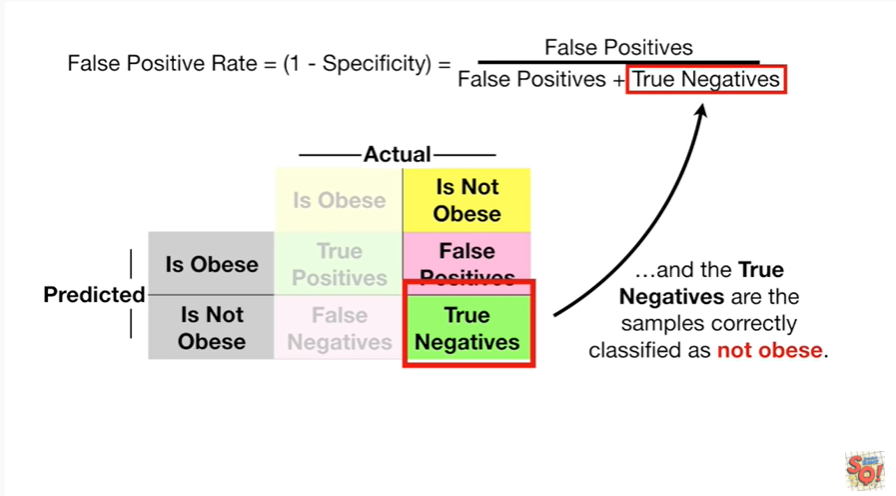 False Positives
False Positive Rate = (1 - Specificity) =
False Positives + True Negatives
Actual
Is Obese
Is Not
Obese
Is Obese
True
Positives
False
Positives
Predicted
Is Not
Obese
False
Negatives
True
Negatives
…and the True
Negatives are the
samples correctly
classified as not obese.
SQ!